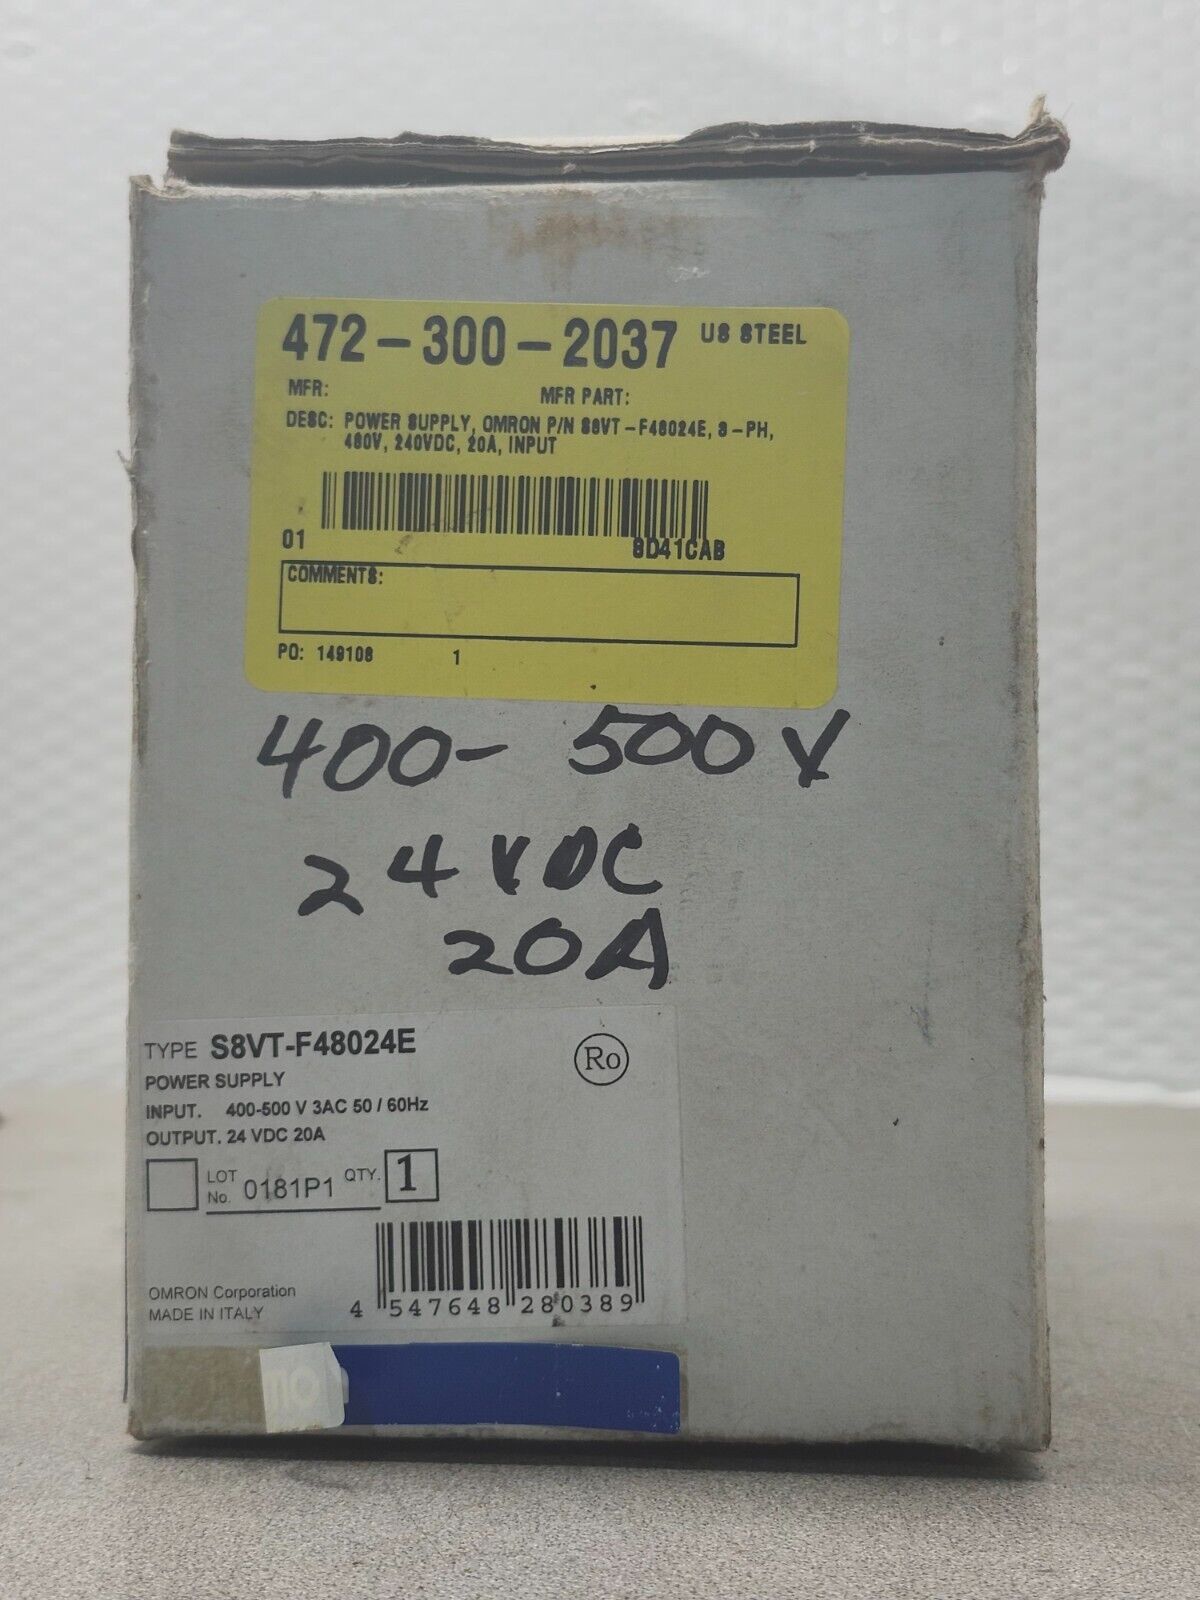 472-300-2037 US STEEL
MFR: MFR PART:
DESC: POWER SUPPLY, OMRON P/N S8VT-F48024E, 3-PH,
480V, 240VDC, 20A, INPUT
01 8D41CAB
COMMENTS:
PO: 149108 1
400-500V
24VDC
20A
TYPE S8VT-F48024E
Ro
POWER SUPPLY
INPUT. 400-500 V 3AC 50 / 60Hz
OUTPUT. 24 VDC 20A
LOT No. 0181P1 QTY. 1
OMRON Corporation
MADE IN ITALY
4 547648 280389